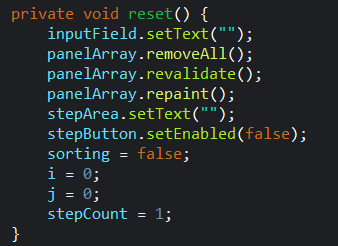 private void reset() {
inputField.setText("");
panelArray.removeAll();
panelArray.revalidate();
panelArray.repaint();
stepArea.setText("");
stepButton.setEnabled(false);
sorting = false;
i = 0;
j = 0;
stepCount = 1;
}